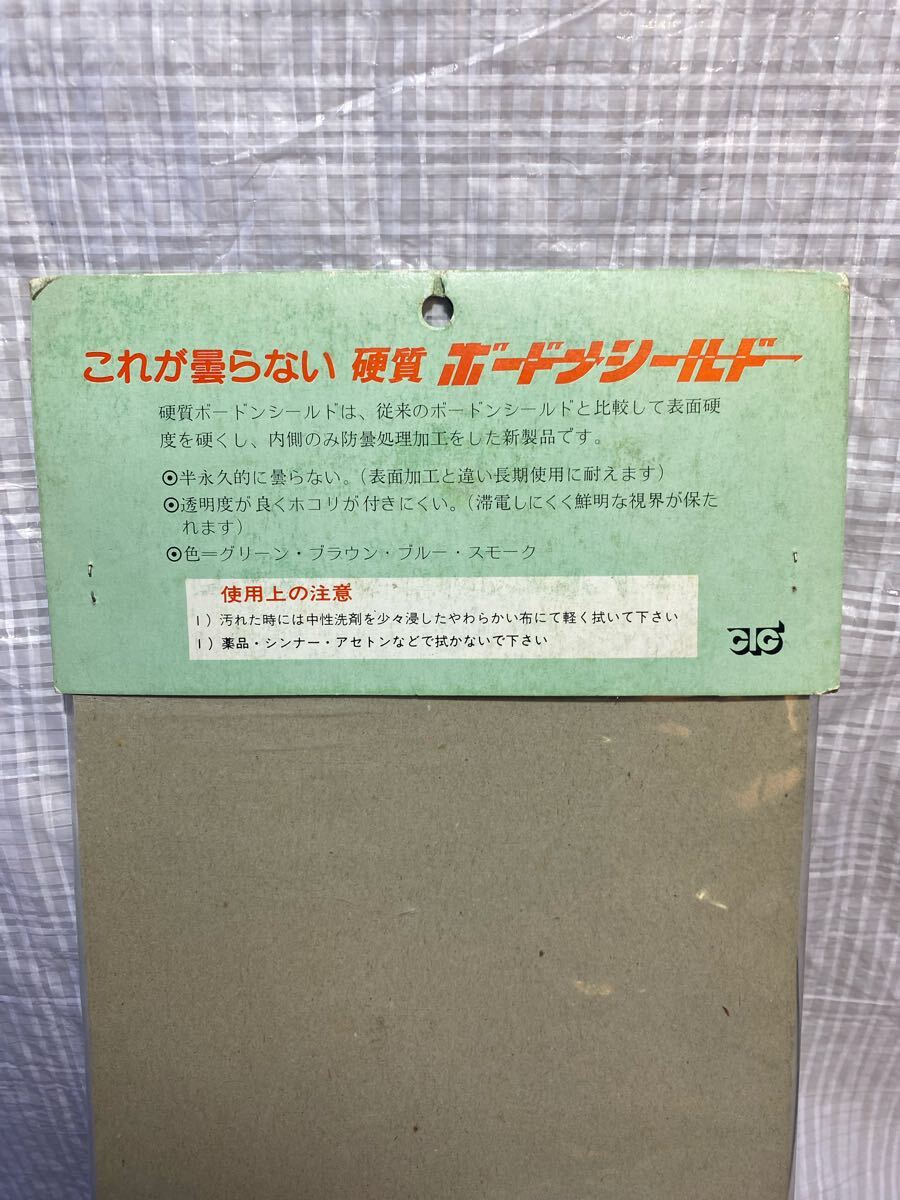 これが曇らない 硬質 ボードンシールド
硬質ボードンシールドは、従来のボードンシールドと比較して表面硬
度を硬くし、内側のみ防曇処理加工をした新製品です。
⦿半永久的に曇らない。(表面加工と違い長期使用に耐えます)
⦿透明度が良くホコリが付きにくい。(滞電しにくく鮮明な視界が保た
れます)
⦿色=グリーン・ブラウン・ブルー・スモーク
使用上の注意
1)汚れた時には中性洗剤を少々浸したやわらかい布にて軽く拭いて下さい
1)薬品・シンナー・アセトンなどで拭かないで下さい
CTC